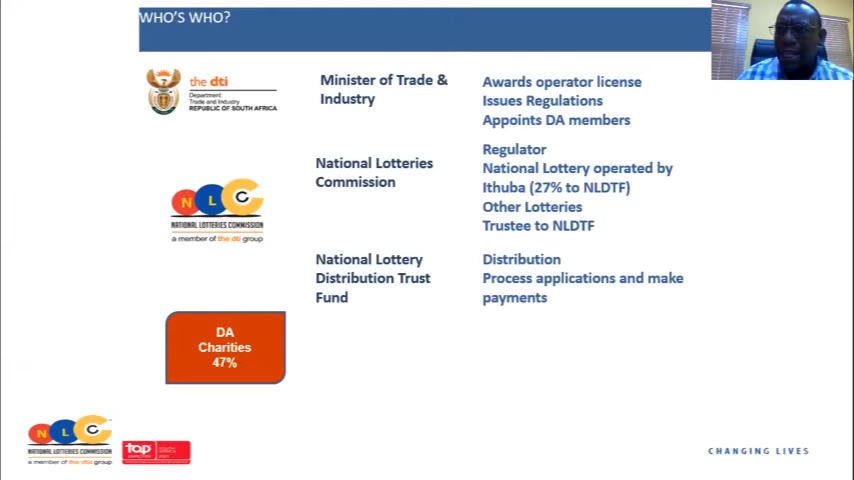 WHO'S WHO?
the dti
Department:
Trade and Industry
REPUBLIC OF SOUTH AFRICA
Minister of Trade &
Industry
Awards operator license
Issues Regulations
Appoints DA members
NLC
NATIONAL LOTTERIES COMMISSION
a member of the dti group
National Lotteries
Commission
Regulator
National Lottery operated by
Ithuba (27% to NLDTF)
Other Lotteries
Trustee to NLDTF
National Lottery
Distribution Trust
Fund
Distribution
Process applications and make
payments
DA
Charities
47%
NLC
NATIONAL LOTTERIES COMMISSION
a member of the dtic group
top
CHANGING LIVES